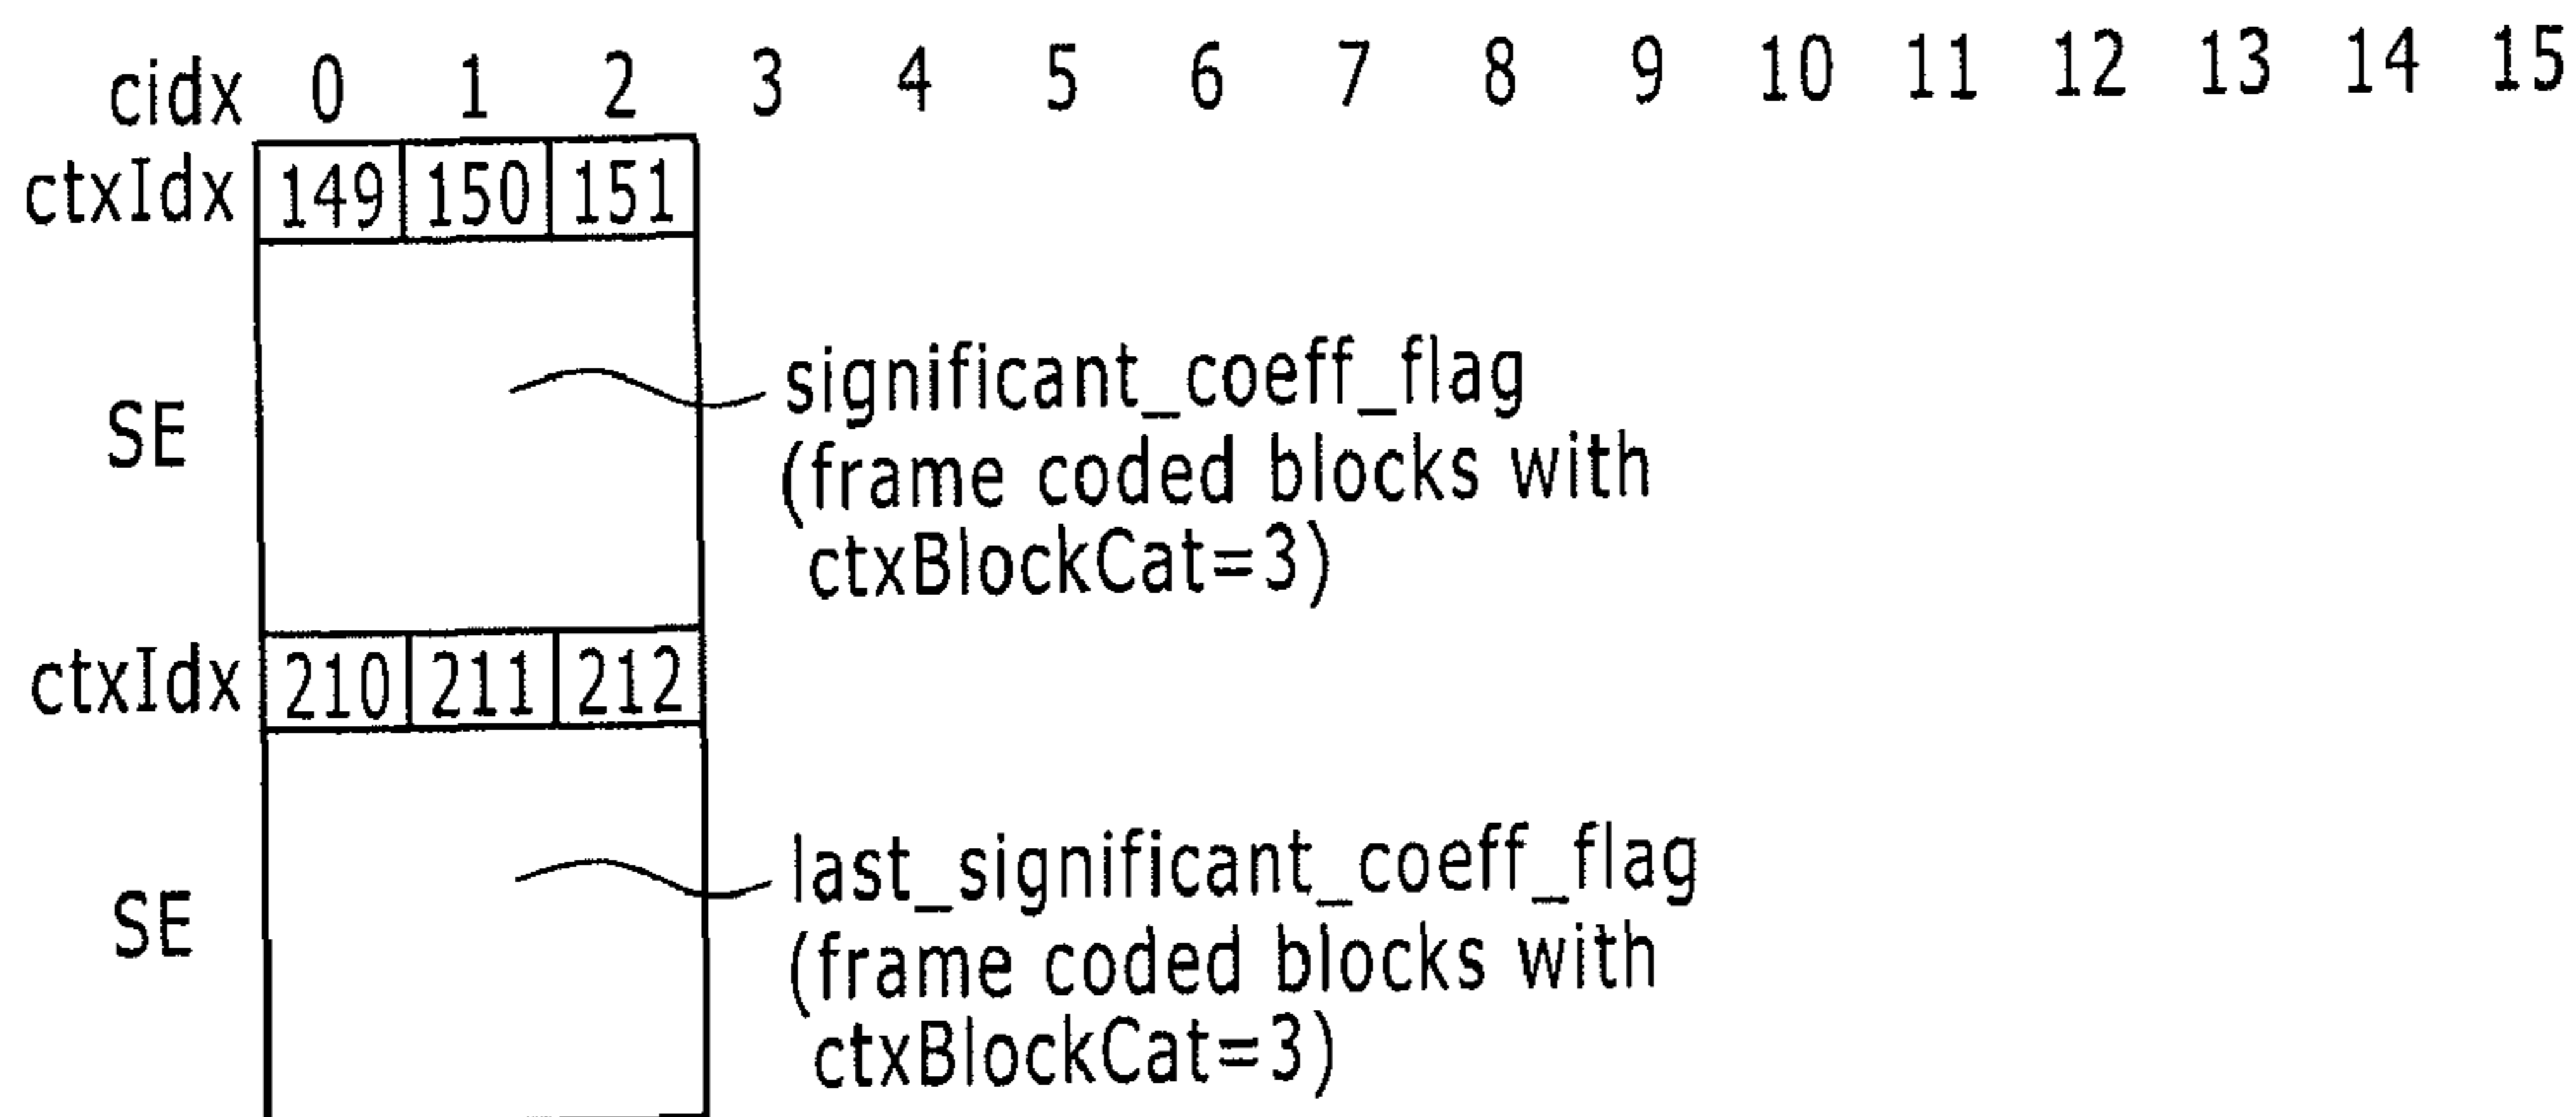 cidx 0 1 2 3 4 5 6 7 8 9 10 11 12 13 14 15
ctxIdx 149 150 151
SE
significant_coeff_flag
(frame coded blocks with
ctxBlockCat=3)
ctxIdx 210 211 212
SE
last_significant_coeff_flag
(frame coded blocks with
ctxBlockCat=3)